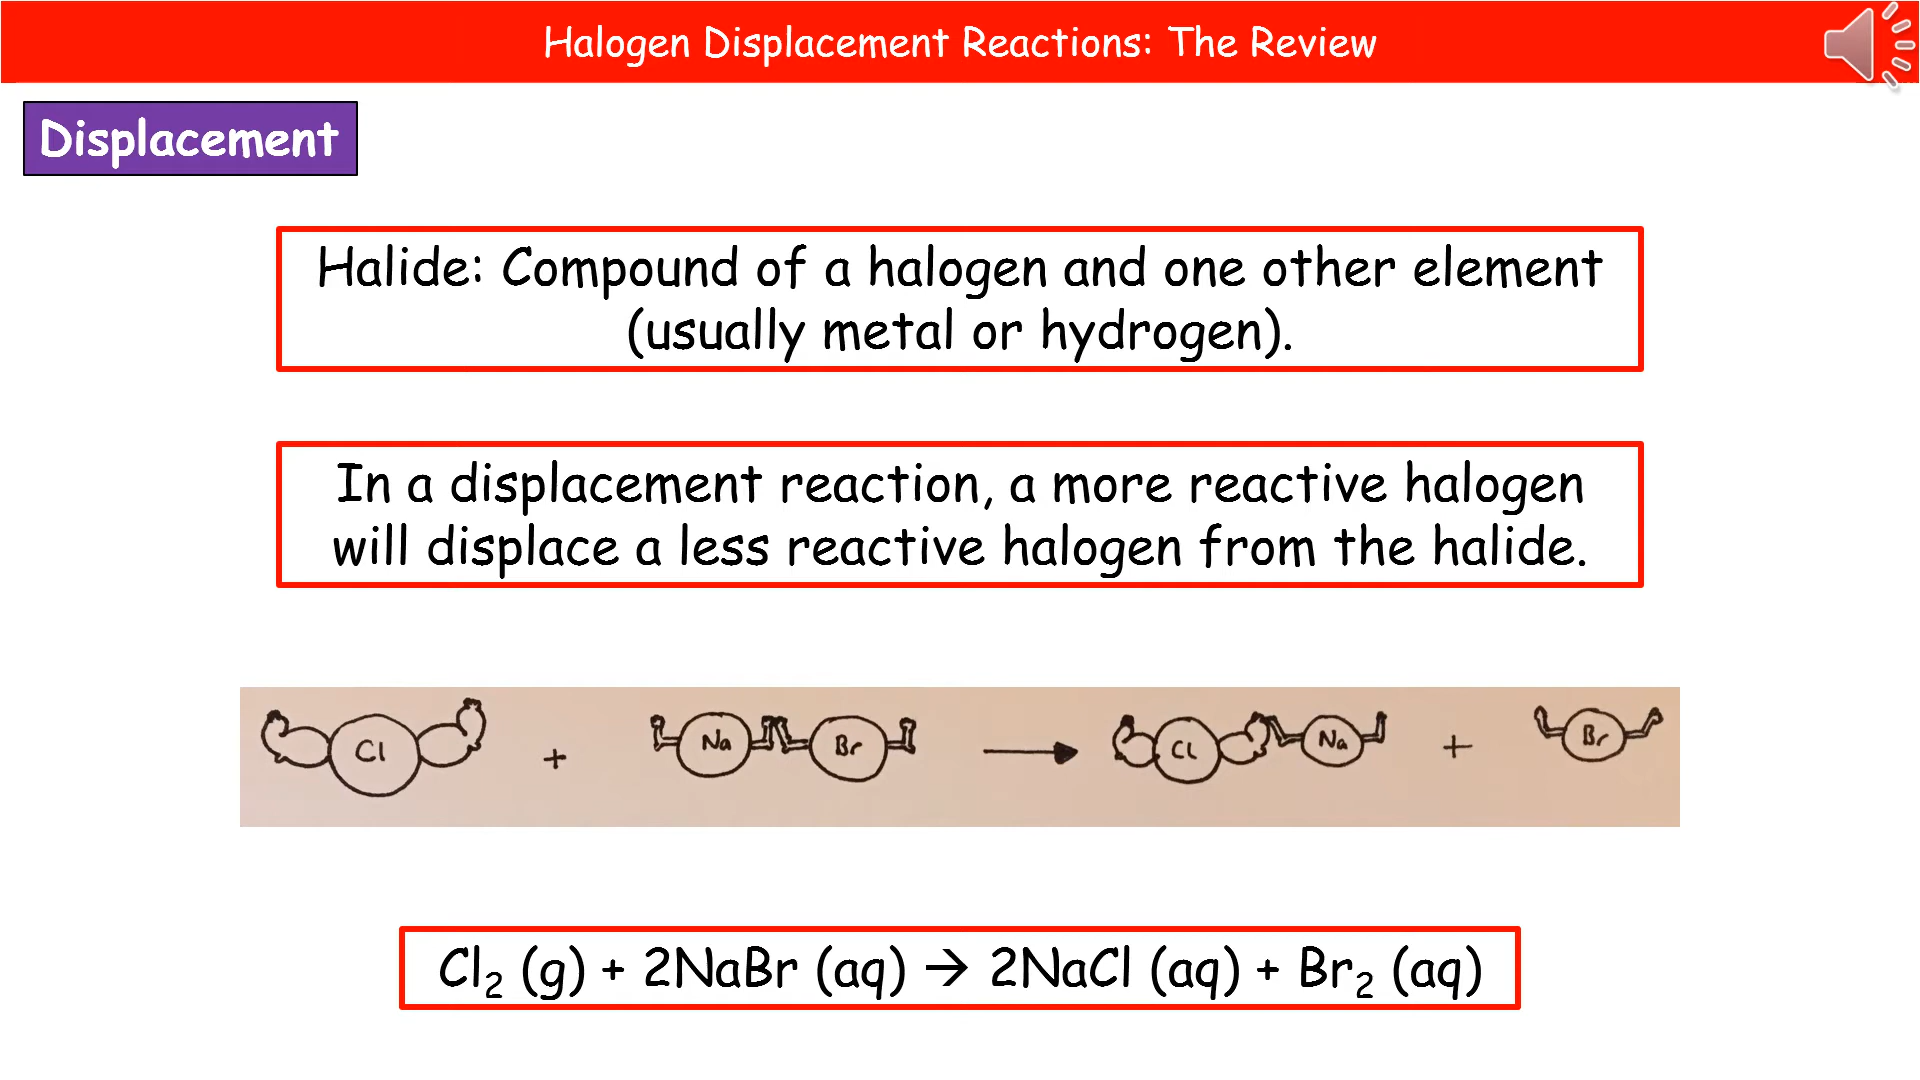 Halogen Displacement Reactions: The Review
Displacement
Halide: Compound of a halogen and one other element
(usually metal or hydrogen).
In a displacement reaction, a more reactive halogen
will displace a less reactive halogen from the halide.
Cl + Na Br → Cl Na + Br
Cl₂ (g) + 2NaBr (aq) → 2NaCl (aq) + Br₂ (aq)